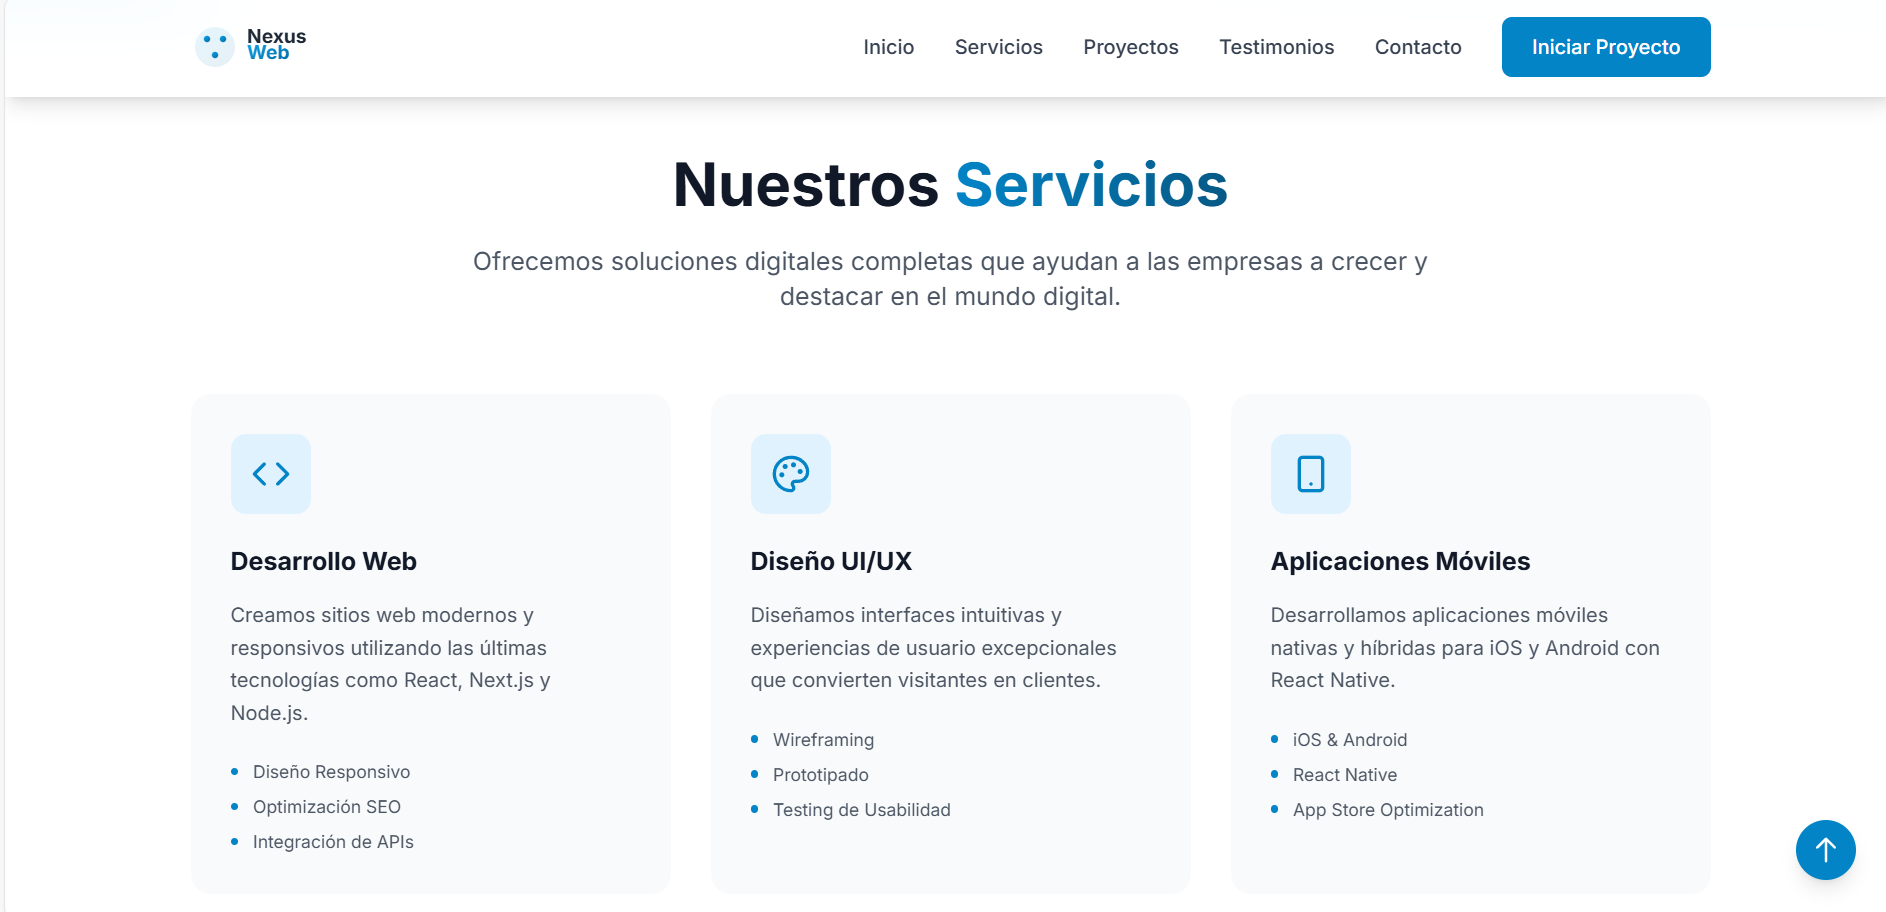 Nexus
Web
Inicio
Servicios
Proyectos
Testimonios
Contacto
Iniciar Proyecto
Nuestros Servicios
Ofrecemos soluciones digitales completas que ayudan a las empresas a crecer y
destacar en el mundo digital.
Desarrollo Web
Creamos sitios web modernos y
responsivos utilizando las últimas
tecnologías como React, Next.js y
Node.js.
Diseño Responsivo
Optimización SEO
Integración de APIs
Diseño UI/UX
Diseñamos interfaces intuitivas y
experiencias de usuario excepcionales
que convierten visitantes en clientes.
Wireframing
Prototipado
Testing de Usabilidad
Aplicaciones Móviles
Desarrollamos aplicaciones móviles
nativas y híbridas para iOS y Android con
React Native.
iOS & Android
React Native
App Store Optimization